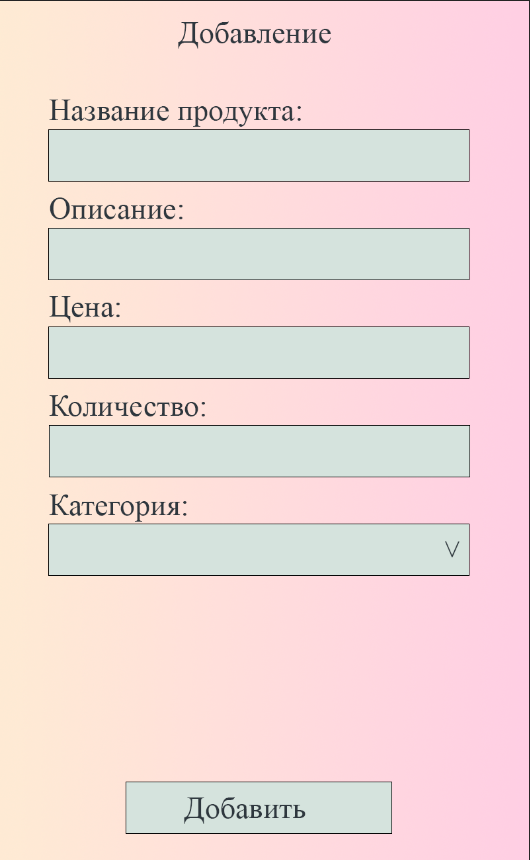 Добавление
Название продукта:
Описание:
Цена:
Количество:
Категория:
Добавить